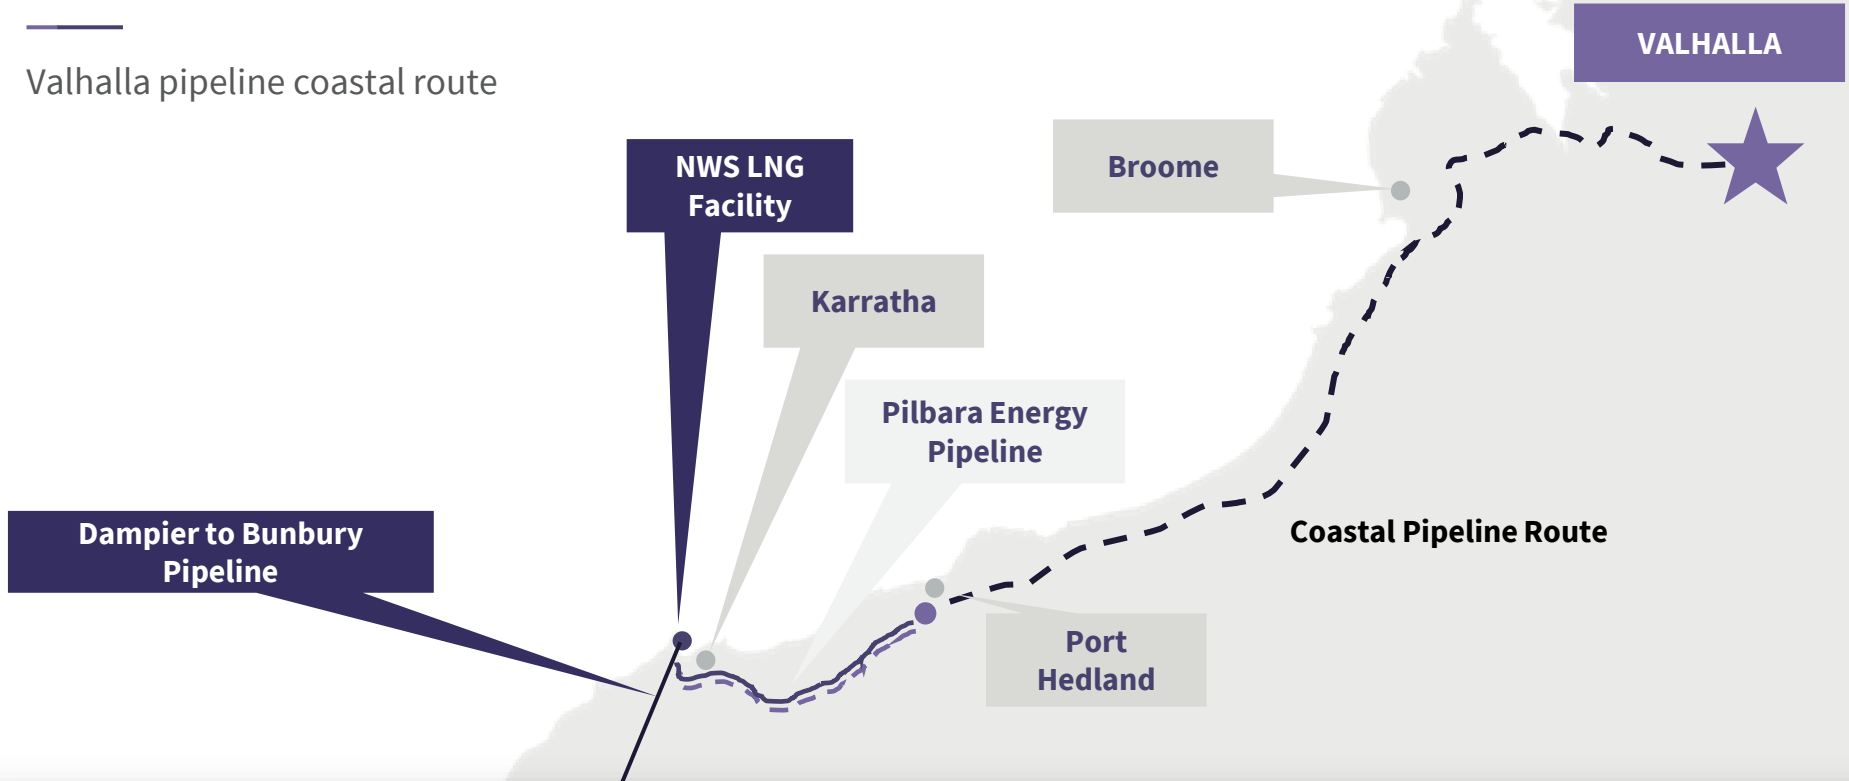 Valhalla pipeline coastal route
VALHALLA
NWS LNG
Facility
Broome
Karratha
Pilbara Energy
Pipeline
Dampier to Bunbury
Pipeline
Coastal Pipeline Route
Port
Hedland